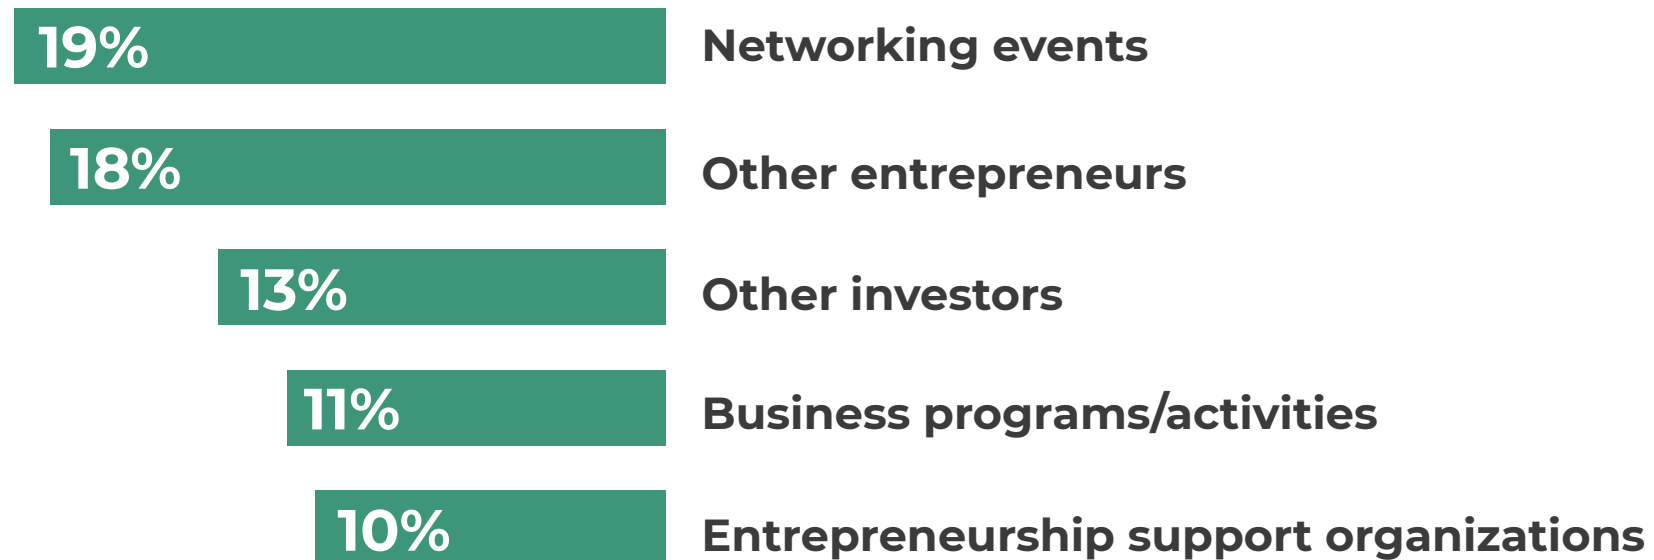 19% Networking events
18% Other entrepreneurs
13% Other investors
11% Business programs/activities
10% Entrepreneurship support organizations